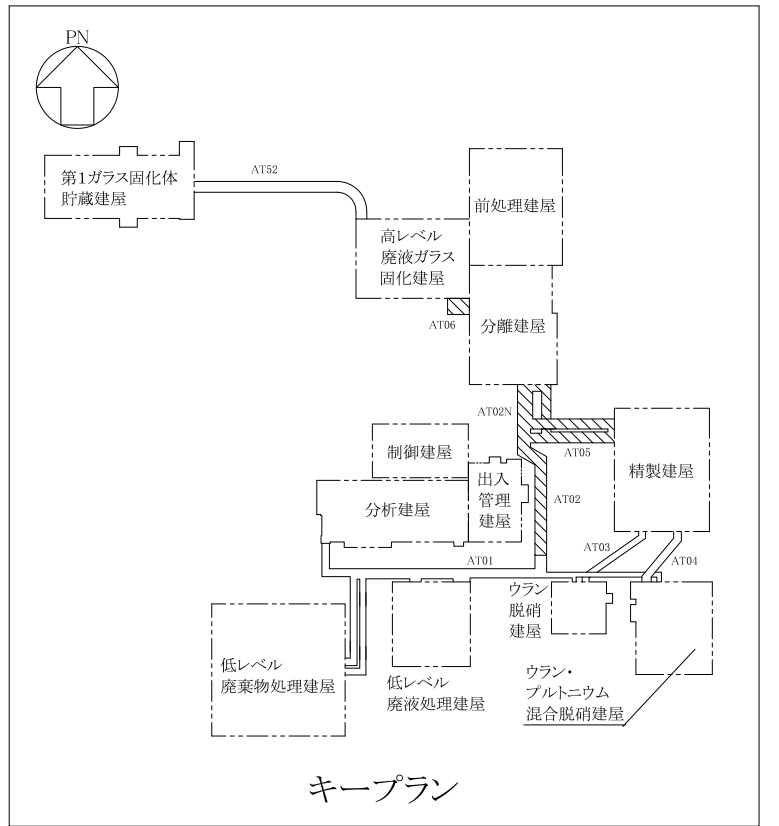 PN
第1ガラス固化体
貯蔵建屋
AT52
前処理建屋
高レベル
廃液ガラス
固化建屋
AT06
分離建屋
AT02N
AT05
精製建屋
制御建屋
出入
管理
建屋
分析建屋
AT02
AT01
AT03
AT04
ウラン
脱硝
建屋
低レベル
廃棄物処理建屋
低レベル
廃液処理建屋
ウラン・
プルトニウム
混合脱硝建屋
キープラン